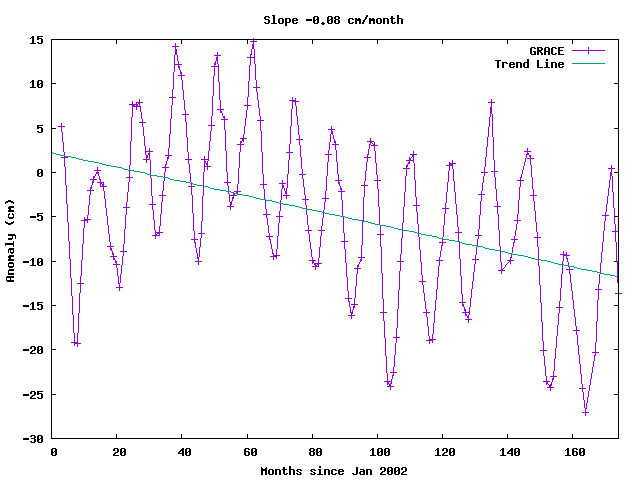 Slope -0.08 cm/month
GRACE
Trend Line
15
10
5
0
-5
-10
-15
-20
-25
-30
Anomaly (cm)
0 20 40 60 80 100 120 140 160
Months since Jan 2002